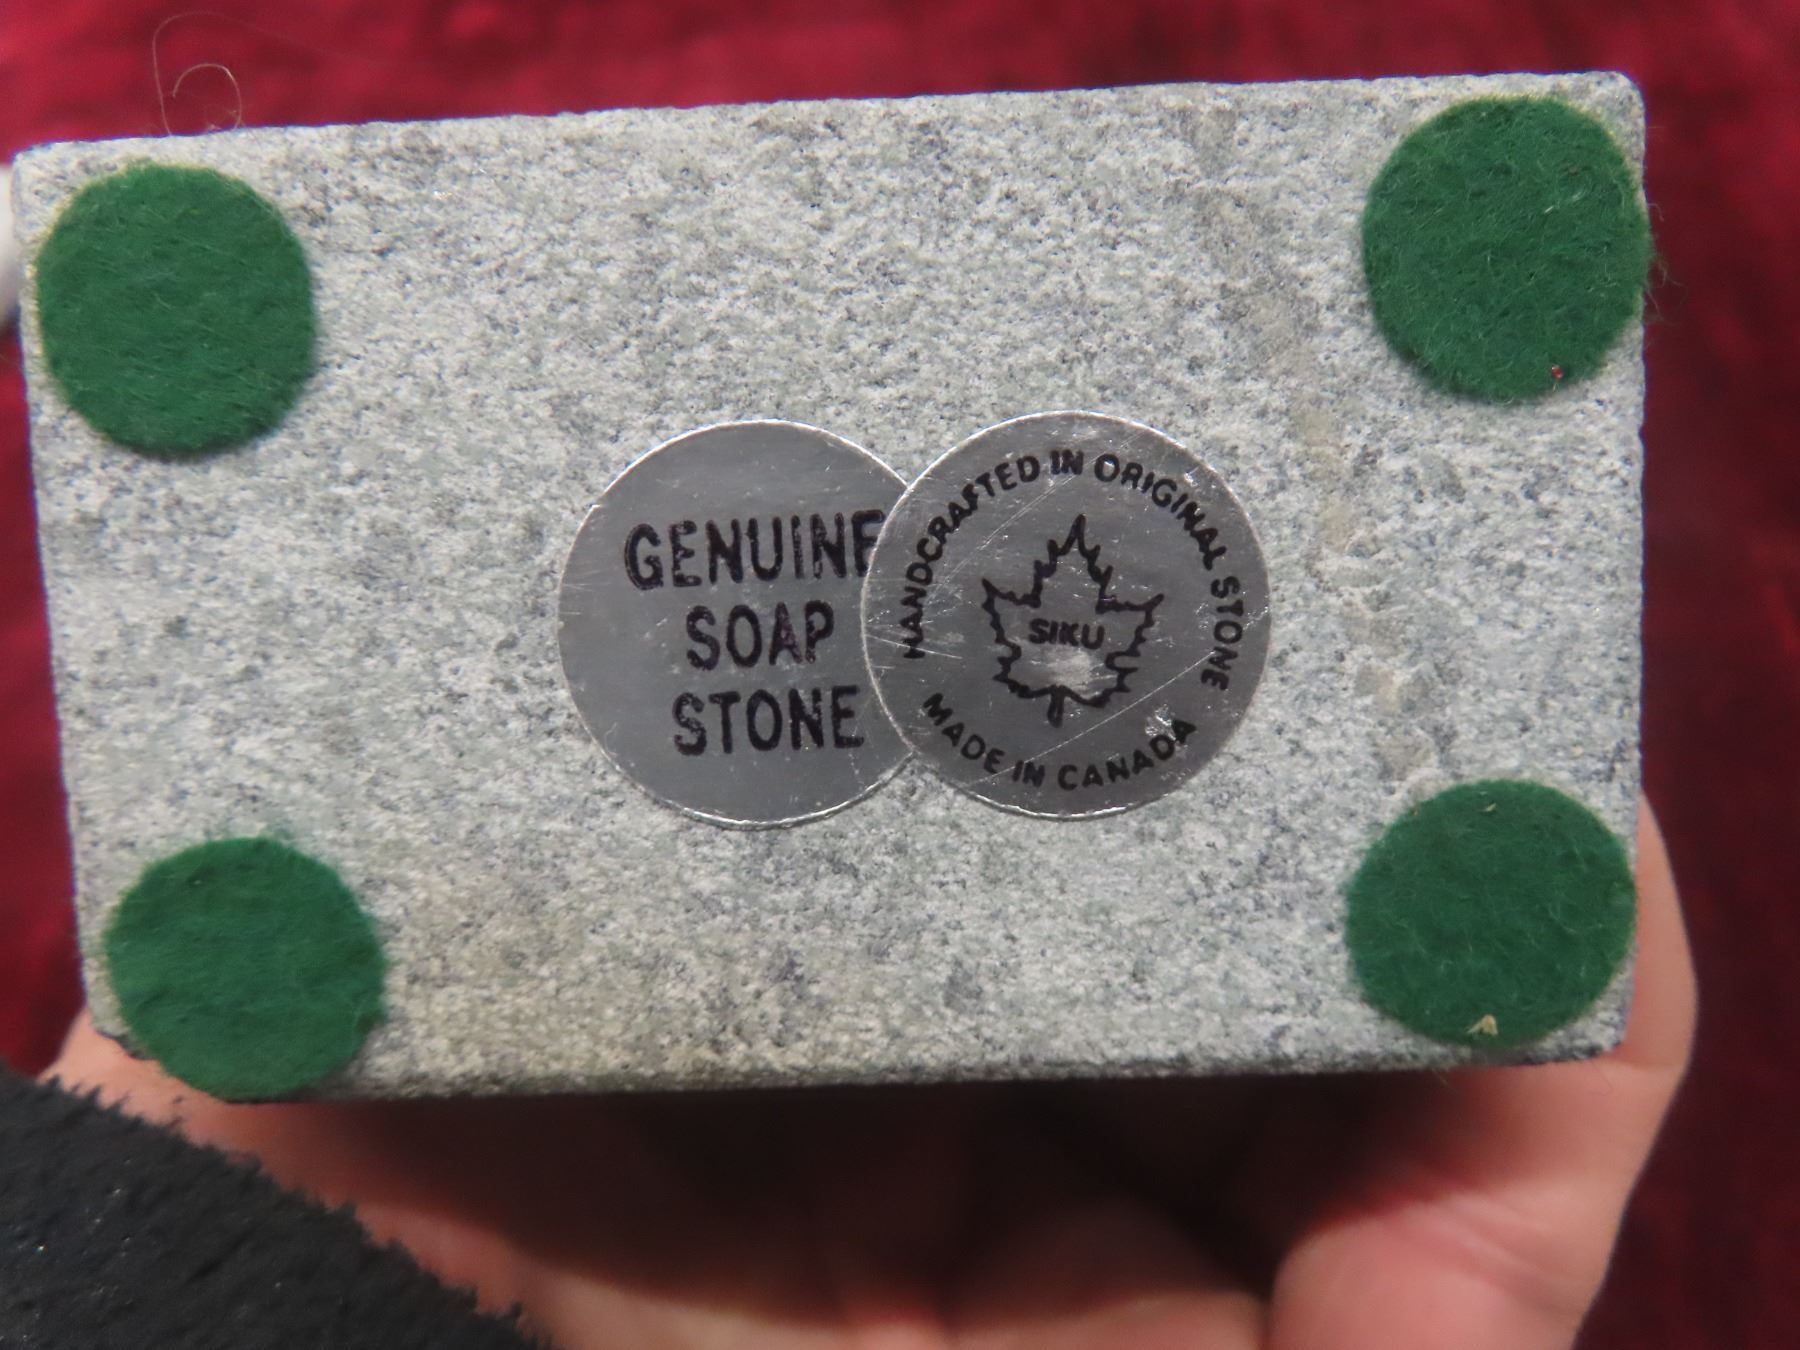 GENUINE
SOAP
STONE
HANDCRAFTED IN ORIGINAL STONE
SIKU
MADE IN CANADA